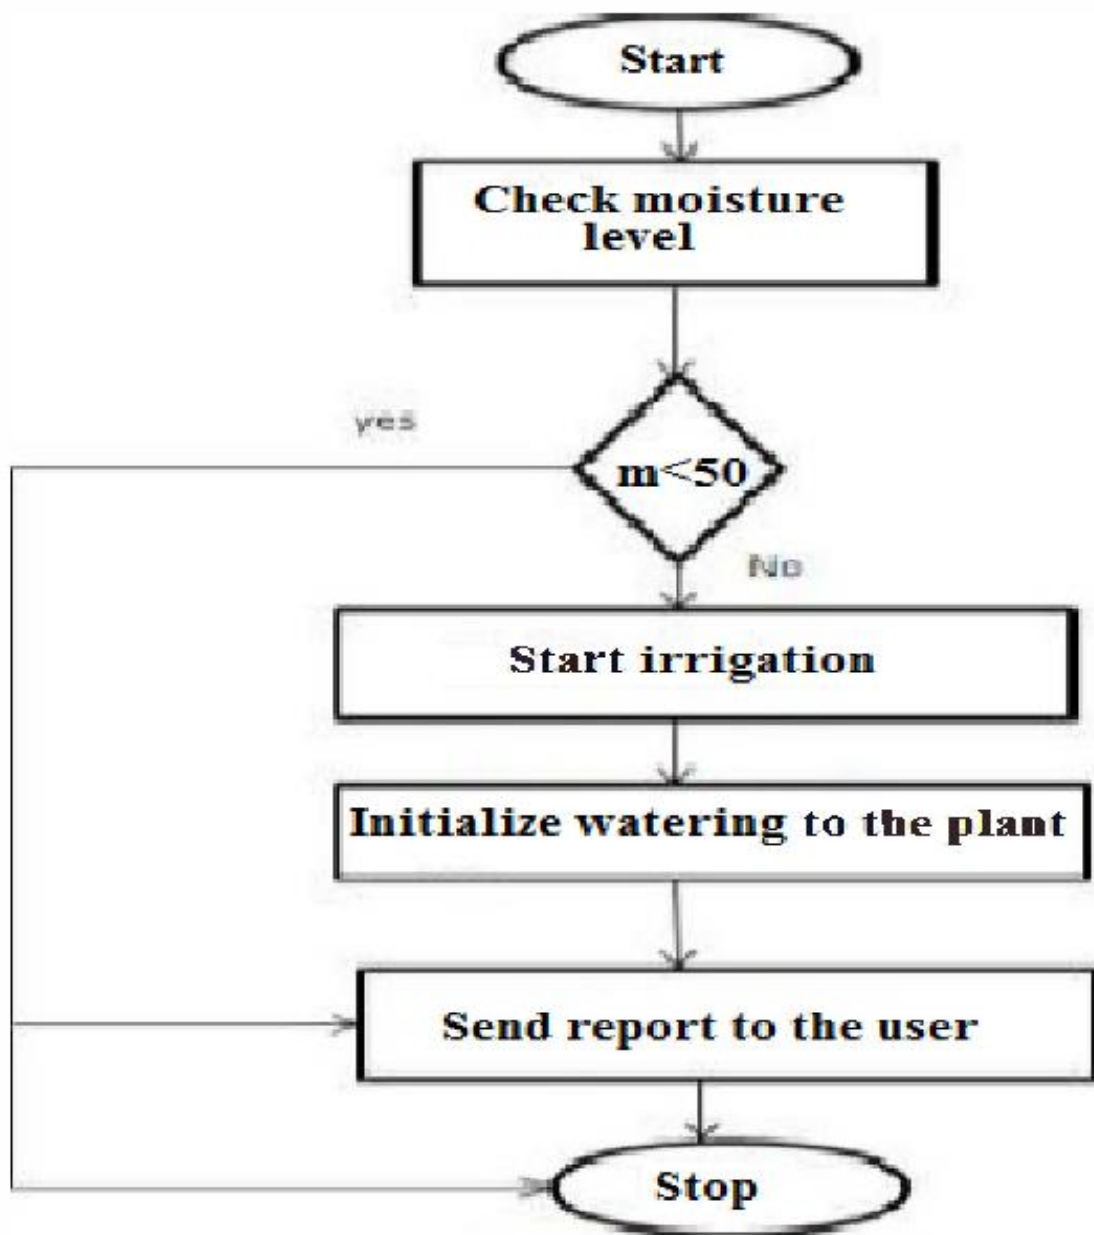 Start
Check moisture
level
yes
m<50
No
Start irrigation
Initialize watering to the plant
Send report to the user
Stop